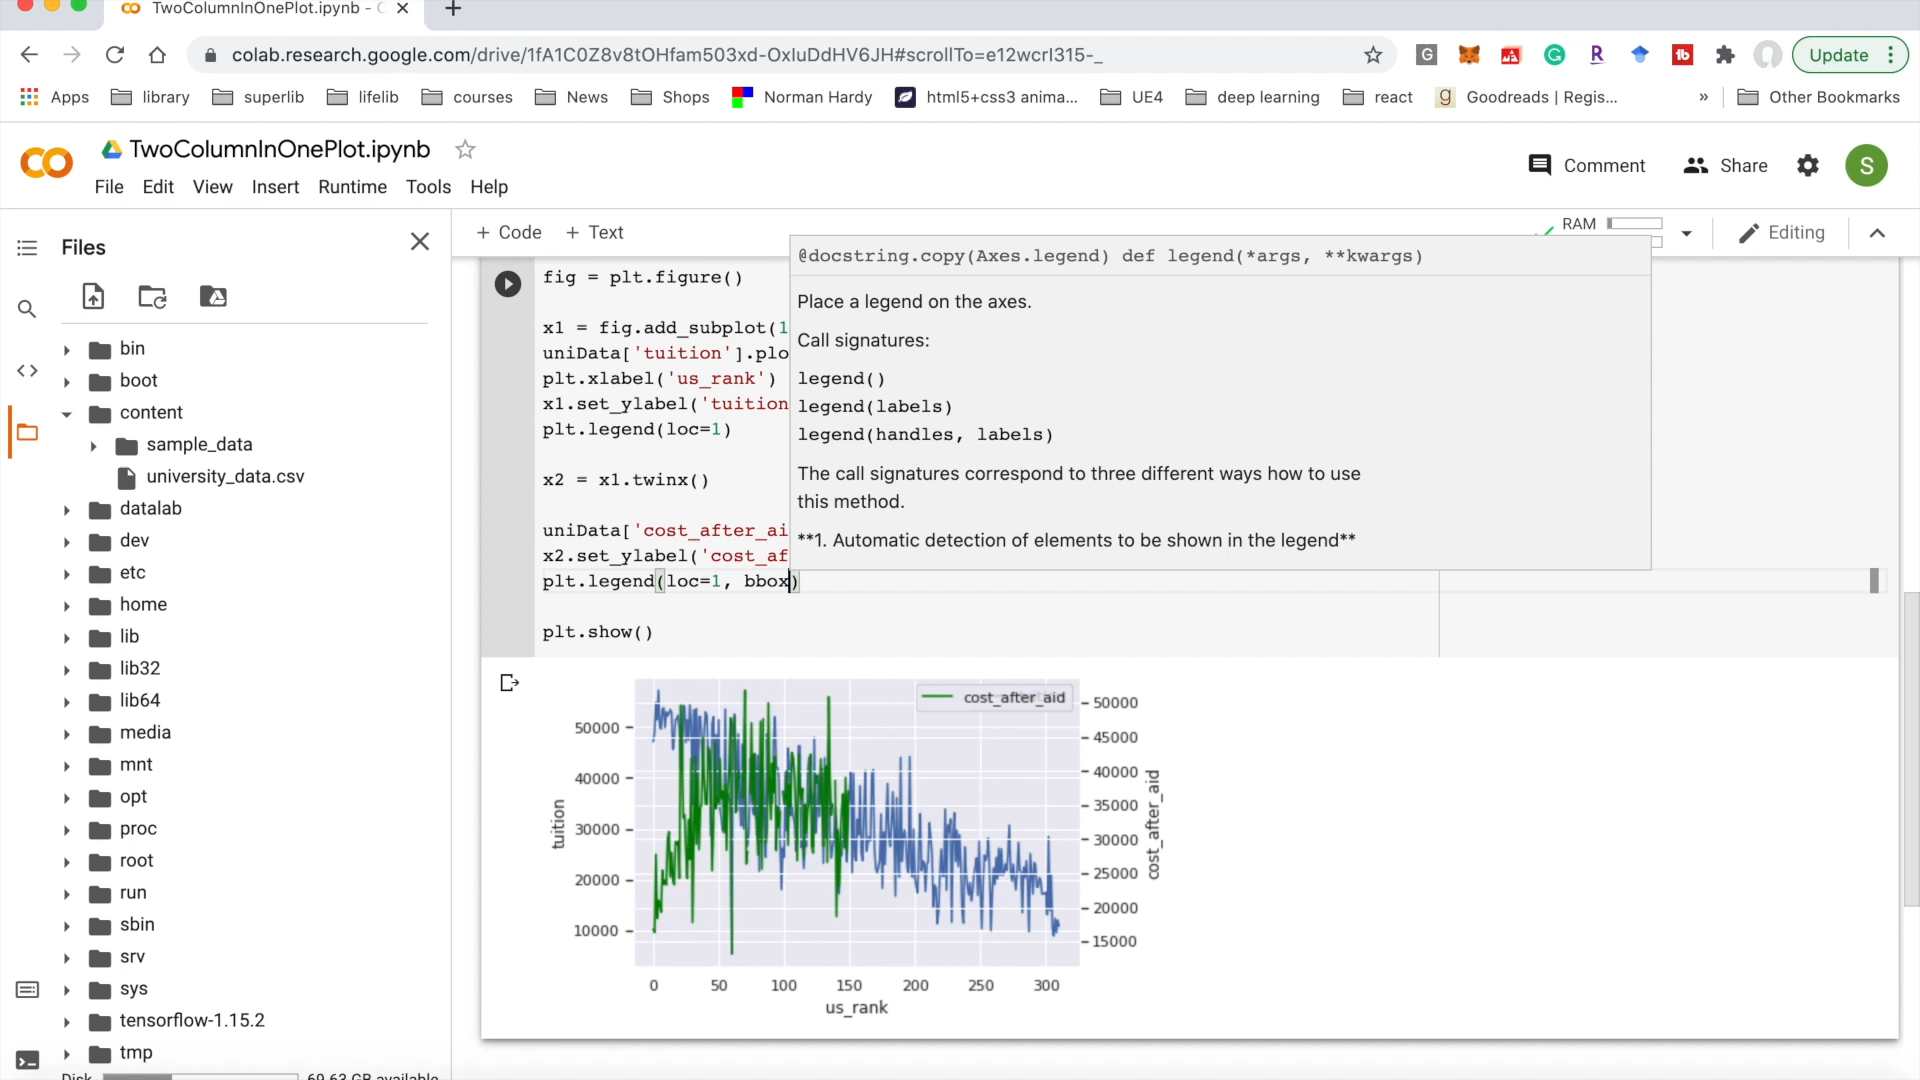 TwoColumnInOnePlot.ipynb -
colab.research.google.com/drive/1fA1C0Z8v8tOHfam503xd-OxIuDdHV6JH#scrollTo=e12wcrI315-_
Update
Apps library superlib lifelib courses News Shops Norman Hardy html5+css3 anima... UE4 deep learning react Goodreads | Regis... » Other Bookmarks
TwoColumnInOnePlot.ipynb
File Edit View Insert Runtime Tools Help
Comment Share S
Files
+ Code + Text
RAM
Editing
bin
boot
content
sample_data
university_data.csv
datalab
dev
etc
home
lib
lib32
lib64
media
mnt
opt
proc
root
run
sbin
srv
sys
tensorflow-1.15.2
tmp
Disk 69.63 GB available
fig = plt.figure()
x1 = fig.add_subplot(1
uniData['tuition'].plo
plt.xlabel('us_rank')
x1.set_ylabel('tuition
plt.legend(loc=1)
x2 = x1.twinx()
uniData['cost_after_ai
x2.set_ylabel('cost_af
plt.legend(loc=1, bbox)
plt.show()
@docstring.copy(Axes.legend) def legend(*args, **kwargs)
Place a legend on the axes.
Call signatures:
legend()
legend(labels)
legend(handles, labels)
The call signatures correspond to three different ways how to use
this method.
**1. Automatic detection of elements to be shown in the legend**
cost_after_aid
50000
40000
30000
20000
10000
tuition
50000
45000
40000
35000
30000
25000
20000
15000
cost_after_aid
0 50 100 150 200 250 300
us_rank